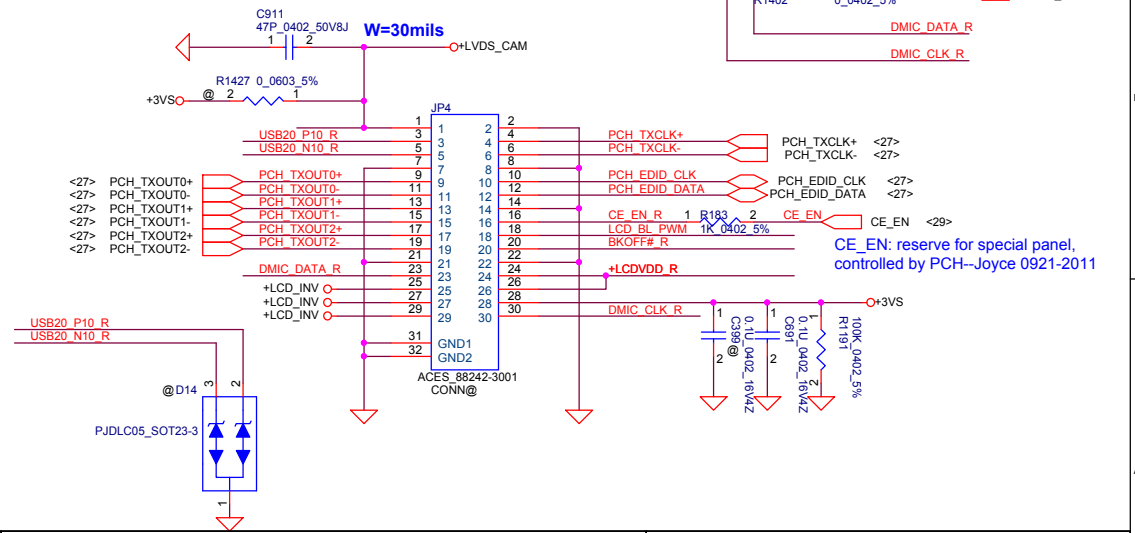 C911
47P_0402_50V8J
1 2
W=30mils
+LVDS_CAM
R1402 0_0402_5%
DMIC_DATA_R
DMIC_CLK_R
R1427 0_0603_5%
+3VS @ 2 1
JP4
1 1 2 2
USB20_P10_R 3 3 4 4 PCH_TXCLK+ PCH_TXCLK+ <27>
USB20_N10_R 5 5 6 6 PCH_TXCLK- PCH_TXCLK- <27>
7 7 8 8
<27> PCH_TXOUT0+ PCH_TXOUT0+ 9 9 10 10 PCH_EDID_CLK PCH_EDID_CLK <27>
<27> PCH_TXOUT0- PCH_TXOUT0- 11 11 12 12 PCH_EDID_DATA PCH_EDID_DATA <27>
<27> PCH_TXOUT1+ PCH_TXOUT1+ 13 13 14 14
<27> PCH_TXOUT1- PCH_TXOUT1- 15 15 16 16 CE_EN_R 1 R183 2 CE_EN CE_EN <29>
<27> PCH_TXOUT2+ PCH_TXOUT2+ 17 17 18 18 LCD_BL_PWM 1K_0402_5%
<27> PCH_TXOUT2- PCH_TXOUT2- 19 19 20 20 BKOFF#_R
CE_EN: reserve for special panel,
controlled by PCH--Joyce 0921-2011
21 21 22 22
DMIC_DATA_R 23 23 24 24 +LCDVDD_R
+LCD_INV 25 25 26 26
+LCD_INV 27 27 28 28 +3VS
+LCD_INV 29 29 30 30 DMIC_CLK_R
31 GND1
32 GND2
ACES_88242-3001
CONN@
1 2
C399 @
0.1U_0402_16V4Z
1 2
C691
0.1U_0402_16V4Z
1 2
R1191
100K_0402_5%
USB20_P10_R
USB20_N10_R
@ D14
3 2
PJDLC05_SOT23-3
1